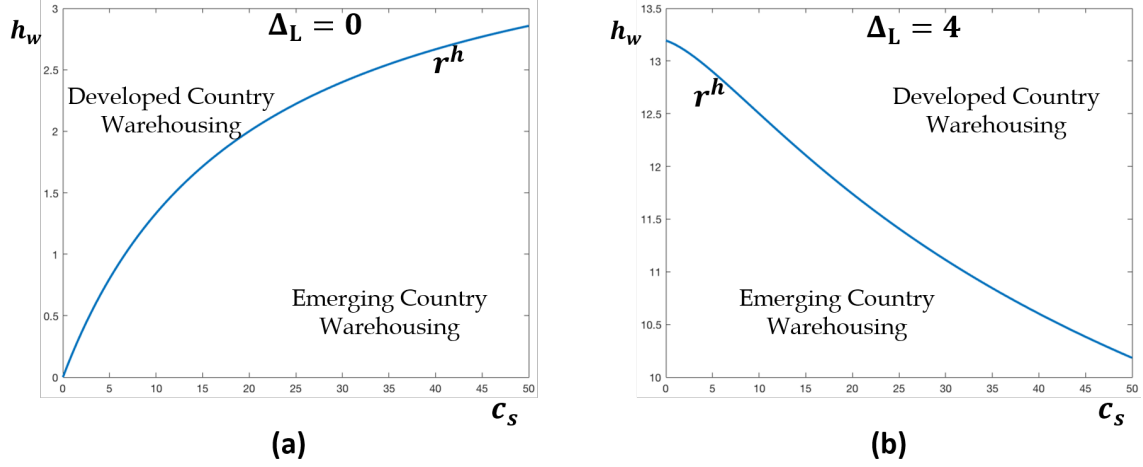 Δ_L = 0
h_w
3
2.5
2
1.5
1
0.5
0
r^h
Developed Country
Warehousing
Emerging Country
Warehousing
0 5 10 15 20 25 30 35 40 45 50
c_s
(a)
Δ_L = 4
h_w
13.5
13
12.5
12
11.5
11
10.5
10
r^h
Developed Country
Warehousing
Emerging Country
Warehousing
0 5 10 15 20 25 30 35 40 45 50
c_s
(b)